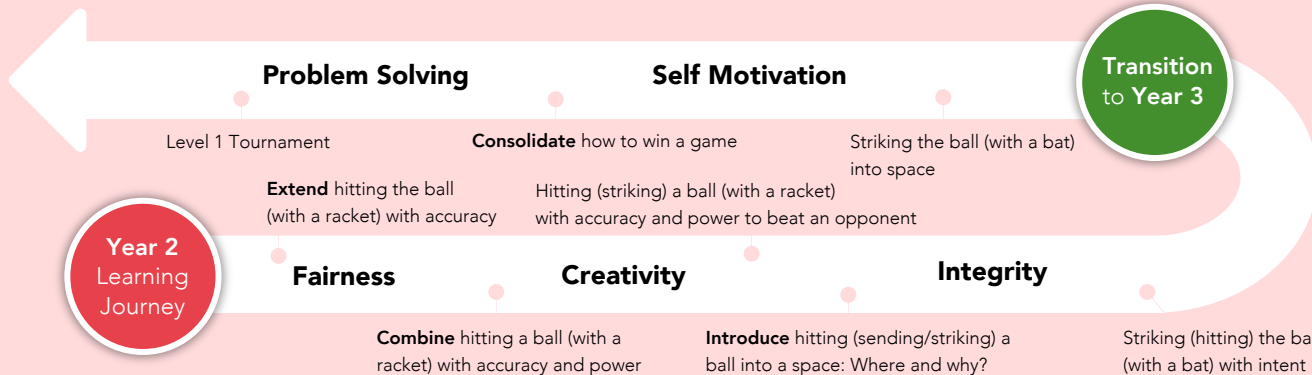 Problem Solving
Self Motivation
Transition
to Year 3
Level 1 Tournament
Consolidate how to win a game
Striking the ball (with a bat)
into space
Extend hitting the ball
(with a racket) with accuracy
Hitting (striking) a ball (with a racket)
with accuracy and power to beat an opponent
Year 2
Learning
Journey
Fairness
Creativity
Integrity
Combine hitting a ball (with a
racket) with accuracy and power
Introduce hitting (sending/striking) a
ball into a space: Where and why?
Striking (hitting) the
(with a bat) with intent